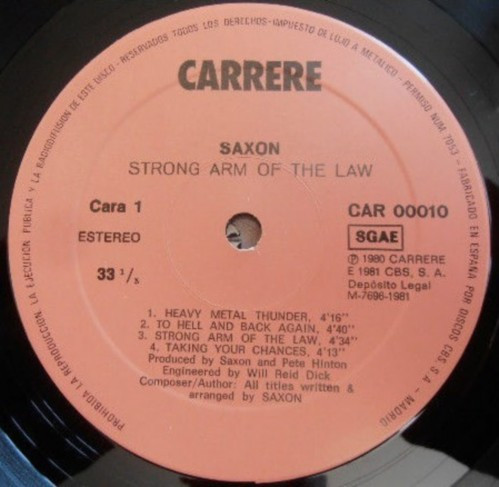 PROHIBIDA LA REPRODUCCION, LA EJECUCION PUBLICA Y LA RADIODIFUSION DE ESTE DISCO - RESERVADOS TODOS LOS DERECHOS - IMPUESTO DE LUJO A METALICO - PERMISO NUM. 7053 - FABRICADO EN ESPAÑA POR DISCOS CBS, S. A. - MADRID
CARRERE
SAXON
STRONG ARM OF THE LAW
Cara 1
CAR 00010
ESTEREO
SGAE
33 1/3
℗ 1980 CARRERE
E 1981 CBS, S. A.
Depósito Legal
M-7696-1981
1. HEAVY METAL THUNDER, 4'16''
2. TO HELL AND BACK AGAIN, 4'40''
3. STRONG ARM OF THE LAW, 4'34''
4. TAKING YOUR CHANCES, 4'13''
Produced by Saxon and Pete Hinton
Engineered by Will Reid Dick
Composer/Author: All titles written &
arranged by SAXON